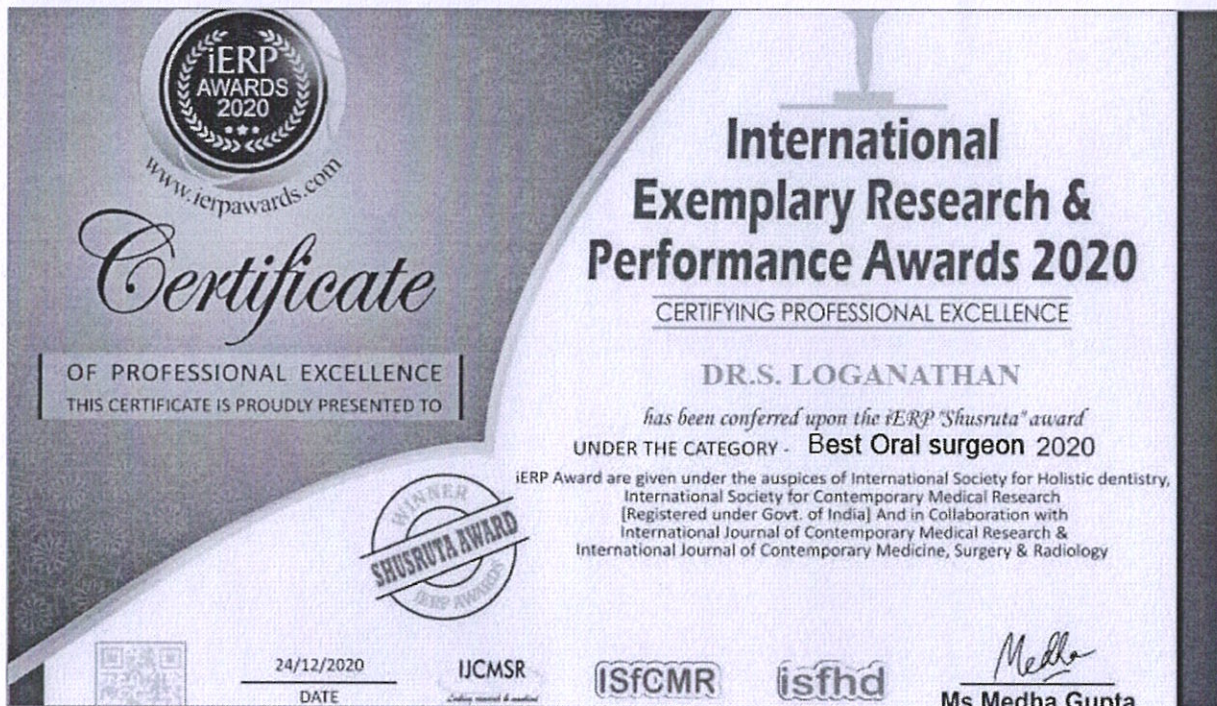 iERP
AWARDS
2020
www.ierpawards.com
Certificate
OF PROFESSIONAL EXCELLENCE
THIS CERTIFICATE IS PROUDLY PRESENTED TO
International
Exemplary Research &
Performance Awards 2020
CERTIFYING PROFESSIONAL EXCELLENCE
DR.S. LOGANATHAN
has been conferred upon the iERP "Shusruta" award
UNDER THE CATEGORY - Best Oral surgeon 2020
iERP Award are given under the auspices of International Society for Holistic dentistry,
International Society for Contemporary Medical Research
[Registered under Govt. of India] And in Collaboration with
International Journal of Contemporary Medical Research &
International Journal of Contemporary Medicine, Surgery & Radiology
WINNER
SHUSRUTA AWARD
IERP AWARDS
24/12/2020
DATE
IJCMSR
ISfCMR
isfhd
Medha
Ms Medha Gupta